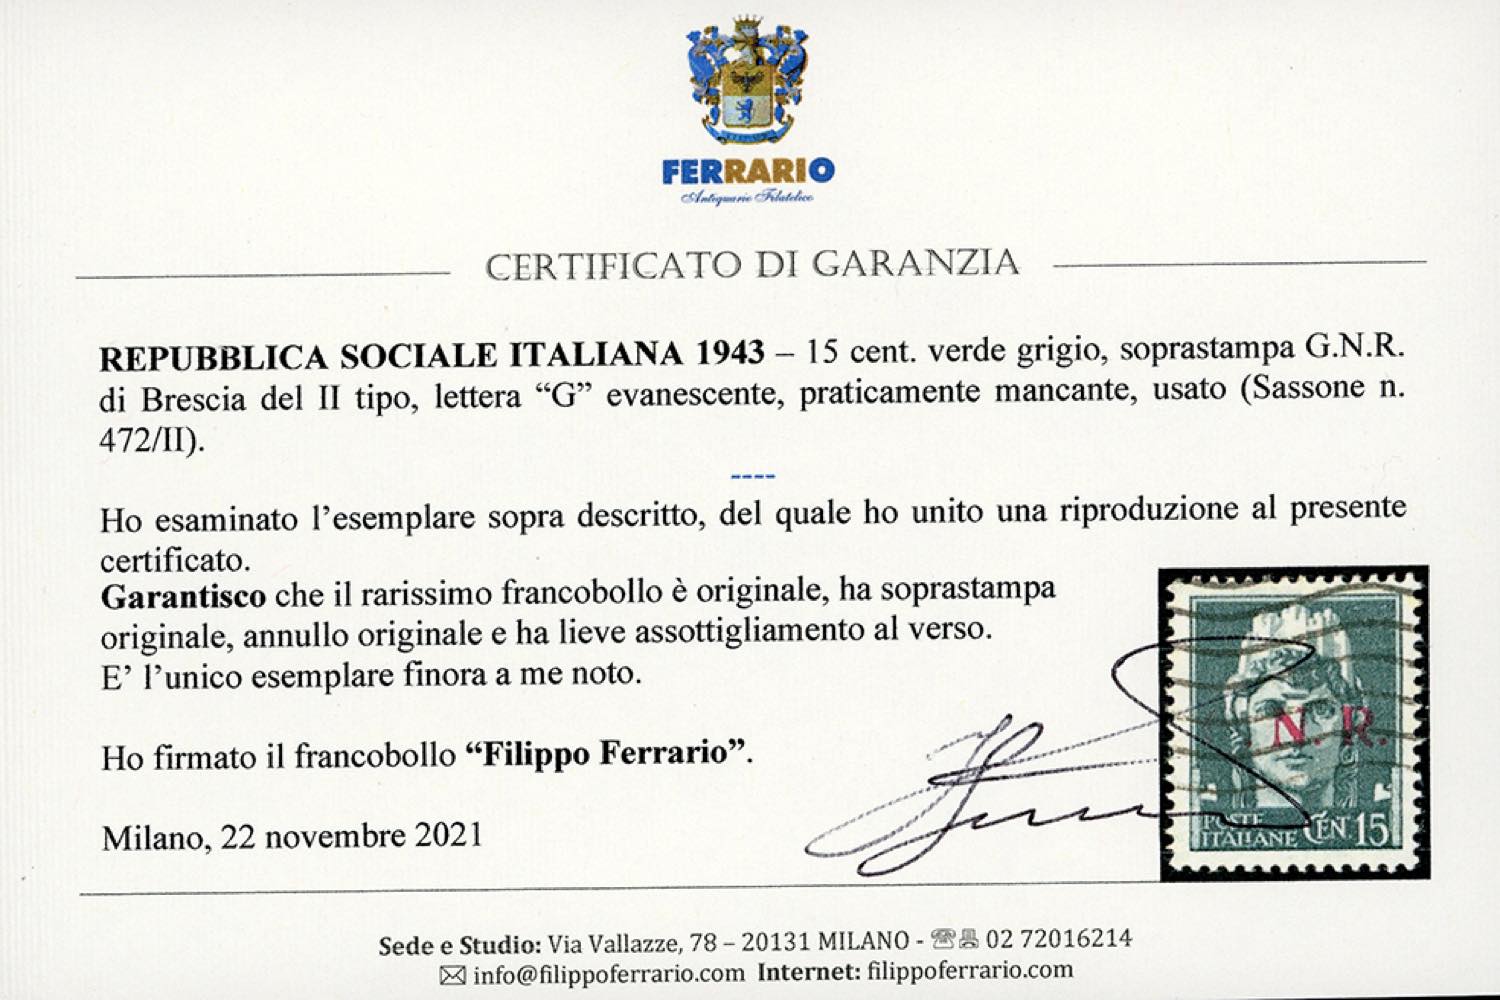 FERRARIO
Antiquario Filatelico
CERTIFICATO DI GARANZIA
REPUBBLICA SOCIALE ITALIANA 1943 – 15 cent. verde grigio, soprastampa G.N.R.
di Brescia del II tipo, lettera “G” evanescente, praticamente mancante, usato (Sassone n.
472/II).
----
Ho esaminato l’esemplare sopra descritto, del quale ho unito una riproduzione al presente
certificato.
Garantisco che il rarissimo francobollo è originale, ha soprastampa
originale, annullo originale e ha lieve assottigliamento al verso.
E’ l’unico esemplare finora a me noto.
Ho firmato il francobollo “Filippo Ferrario”.
Milano, 22 novembre 2021
. N. R.
POSTE
ITALIANE CEN. 15
Sede e Studio: Via Vallazze, 78 – 20131 MILANO - 02 72016214
info@filippoferrario.com Internet: filippoferrario.com